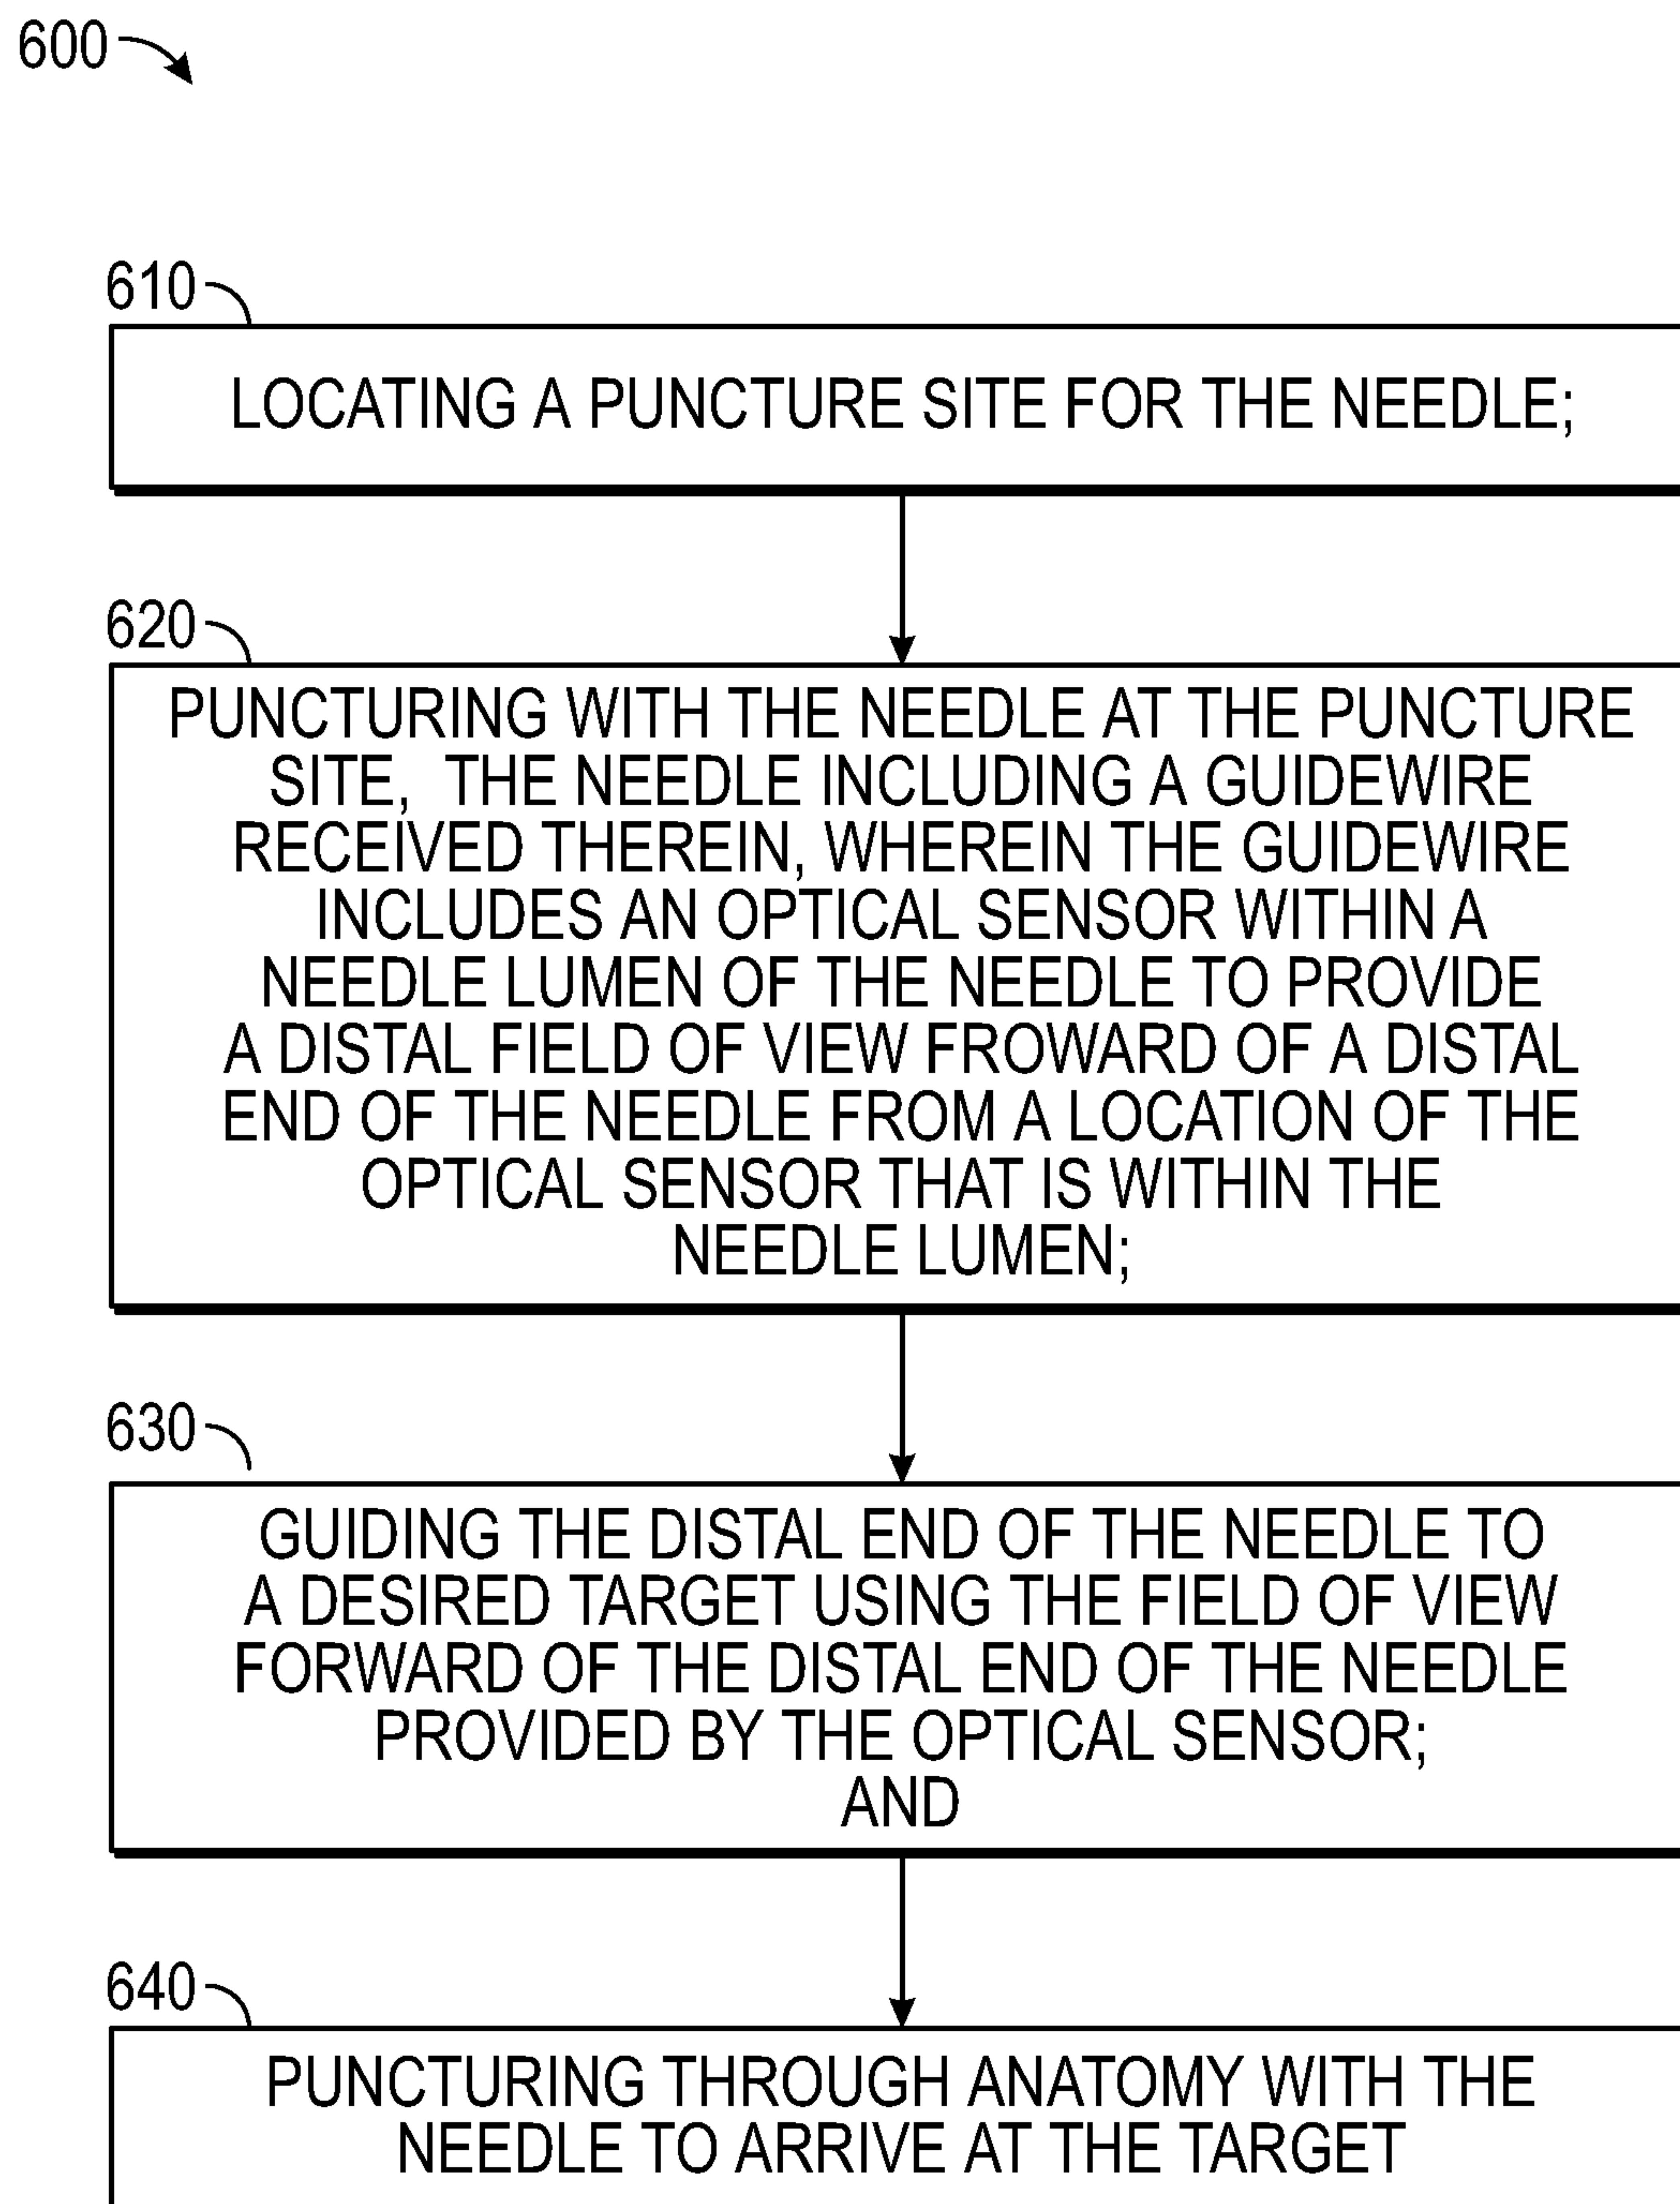 600
610
LOCATING A PUNCTURE SITE FOR THE NEEDLE;
620
PUNCTURING WITH THE NEEDLE AT THE PUNCTURE
SITE, THE NEEDLE INCLUDING A GUIDEWIRE
RECEIVED THEREIN, WHEREIN THE GUIDEWIRE
INCLUDES AN OPTICAL SENSOR WITHIN A
NEEDLE LUMEN OF THE NEEDLE TO PROVIDE
A DISTAL FIELD OF VIEW FROWARD OF A DISTAL
END OF THE NEEDLE FROM A LOCATION OF THE
OPTICAL SENSOR THAT IS WITHIN THE
NEEDLE LUMEN;
630
GUIDING THE DISTAL END OF THE NEEDLE TO
A DESIRED TARGET USING THE FIELD OF VIEW
FORWARD OF THE DISTAL END OF THE NEEDLE
PROVIDED BY THE OPTICAL SENSOR;
AND
640
PUNCTURING THROUGH ANATOMY WITH THE
NEEDLE TO ARRIVE AT THE TARGET